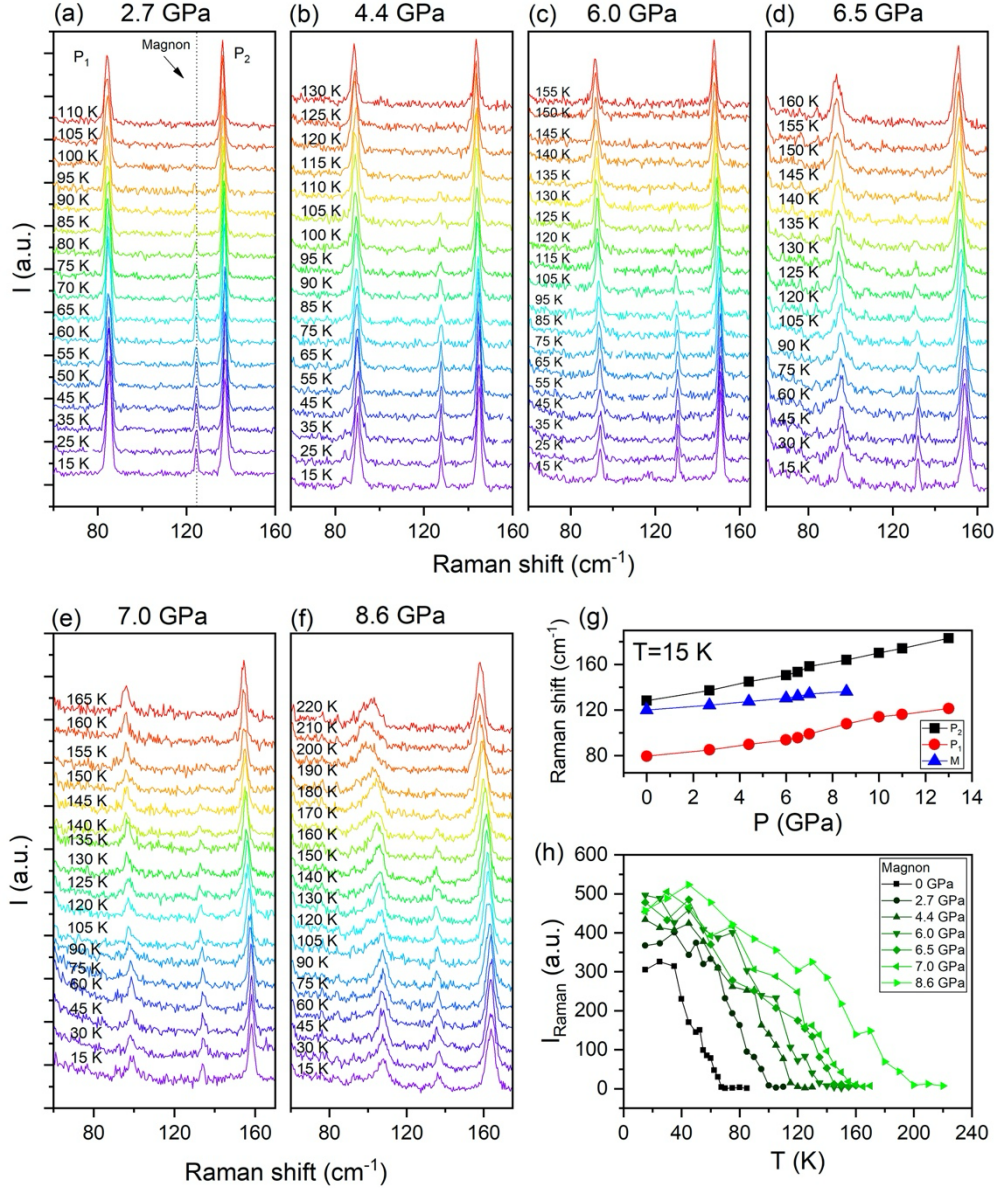 (a) 2.7 GPa
P1
Magnon
P2
110 K
105 K
100 K
95 K
90 K
85 K
80 K
75 K
70 K
65 K
60 K
55 K
50 K
45 K
35 K
25 K
15 K
80 120 160
(b) 4.4 GPa
130 K
125 K
120 K
115 K
110 K
105 K
100 K
95 K
90 K
85 K
75 K
65 K
55 K
45 K
35 K
25 K
15 K
80 120 160
(c) 6.0 GPa
155 K
150 K
145 K
140 K
135 K
130 K
125 K
120 K
115 K
105 K
95 K
85 K
75 K
65 K
55 K
45 K
35 K
25 K
15 K
80 120 160
(d) 6.5 GPa
160 K
155 K
150 K
145 K
140 K
135 K
130 K
125 K
120 K
105 K
90 K
75 K
60 K
45 K
30 K
15 K
80 120 160
I (a.u.)
Raman shift (cm-1)
(e) 7.0 GPa
165 K
160 K
155 K
150 K
145 K
140 K
135 K
130 K
125 K
120 K
105 K
90 K
75 K
60 K
45 K
30 K
15 K
80 120 160
(f) 8.6 GPa
220 K
210 K
200 K
190 K
180 K
170 K
160 K
150 K
140 K
130 K
120 K
105 K
90 K
75 K
60 K
45 K
30 K
15 K
80 120 160
I (a.u.)
Raman shift (cm-1)
(g)
T=15 K
Raman shift (cm-1)
160
120
80
P2
P1
M
0 2 4 6 8 10 12 14
P (GPa)
(h)
IRaman (a.u.)
600
500
400
300
200
100
0
Magnon
0 GPa
2.7 GPa
4.4 GPa
6.0 GPa
6.5 GPa
7.0 GPa
8.6 GPa
0 40 80 120 160 200 240
T (K)